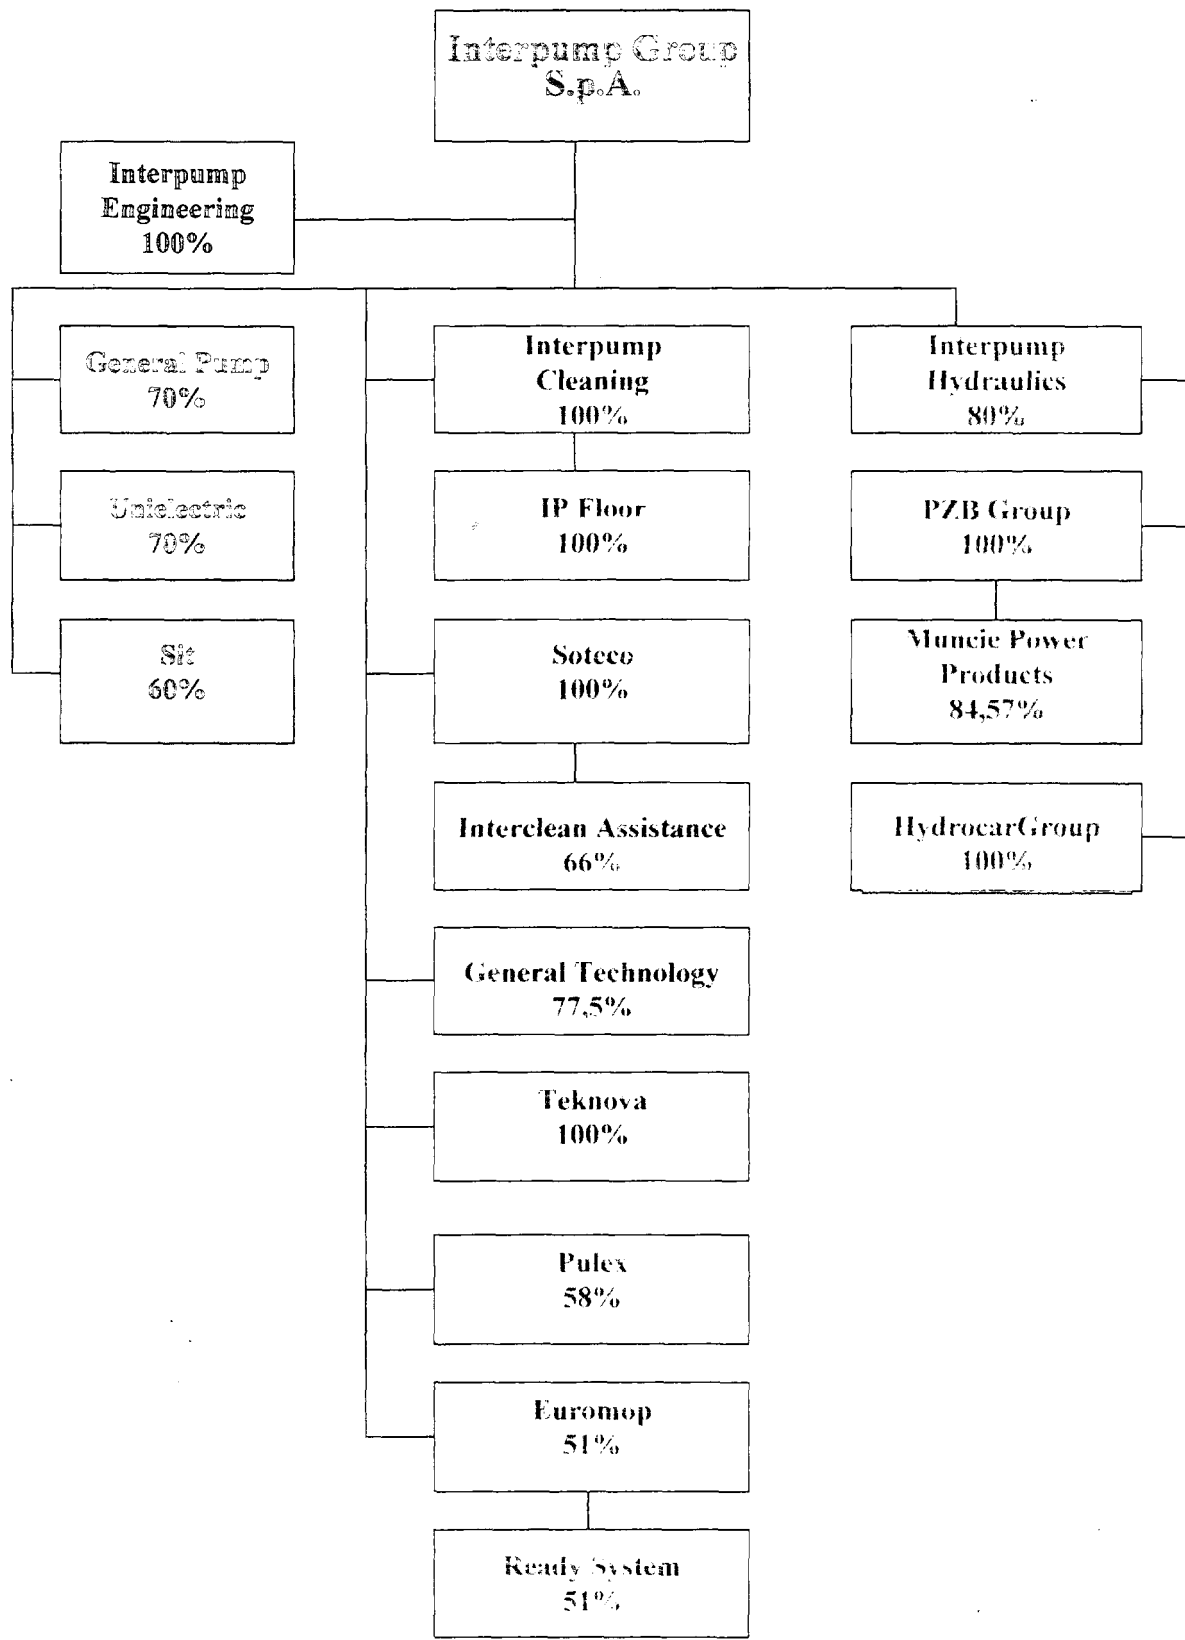 Interpump Group
S.p.A.
Interpump
Engineering
100%
General Pump
70%
Unielectric
70%
Sit
60%
Interpump
Cleaning
100%
IP Floor
100%
Soteco
100%
Interclean Assistance
66%
General Technology
77,5%
Teknova
100%
Pulex
58%
Euromop
51%
Ready System
51%
Interpump
Hydraulics
80%
PZB Group
100%
Muncie Power
Products
84,57%
HydrocarGroup
100%